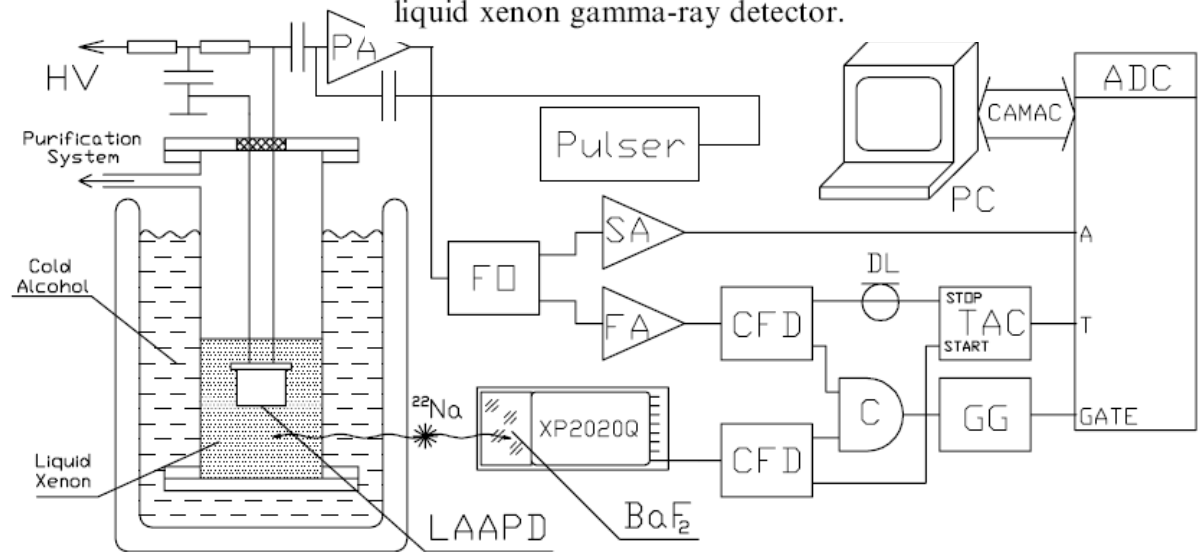 liquid xenon gamma-ray detector.
HV
PA
ADC
CAMAC
Pulser
PC
Purification
System
SA
A
FO
DL
Cold
Alcohol
FA
CFD
STOP
TAC
START
T
C
GG
GATE
²²Na
XP2020Q
CFD
Liquid
Xenon
LAAPD
BaF₂